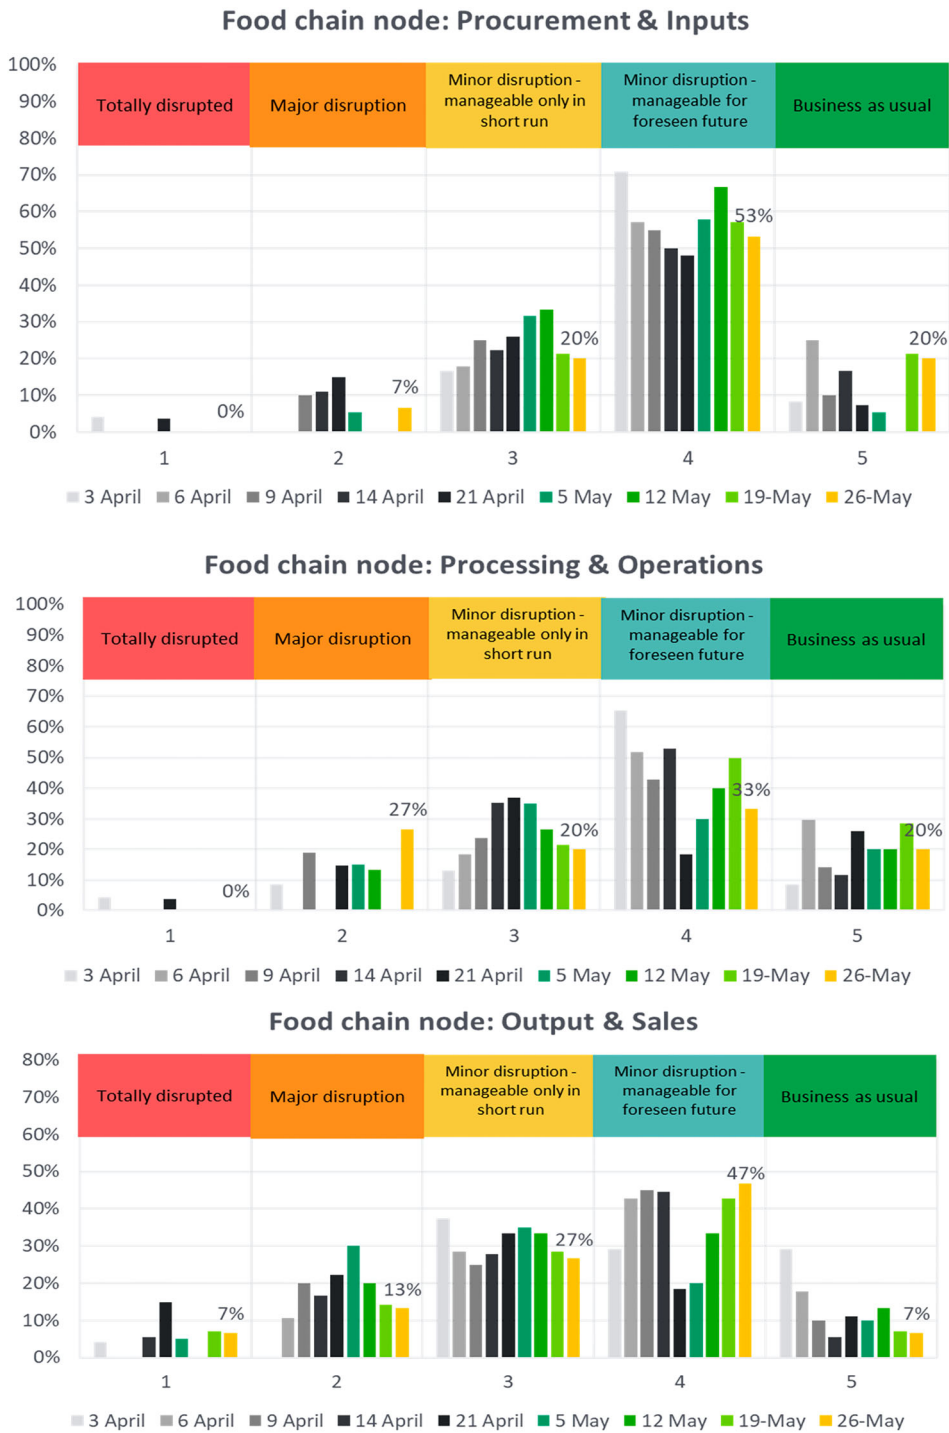 Food chain node: Procurement & Inputs
100%
90%
80%
70%
60%
50%
40%
30%
20%
10%
0%
Totally disrupted
Major disruption
Minor disruption -
manageable only in
short run
Minor disruption -
manageable for
foreseen future
Business as usual
0%
7%
20%
53%
20%
1 2 3 4 5
3 April 6 April 9 April 14 April 21 April 5 May 12 May 19-May 26-May
Food chain node: Processing & Operations
100%
90%
80%
70%
60%
50%
40%
30%
20%
10%
0%
Totally disrupted
Major disruption
Minor disruption -
manageable only in
short run
Minor disruption -
manageable for
foreseen future
Business as usual
0%
27%
20%
33%
20%
1 2 3 4 5
3 April 6 April 9 April 14 April 21 April 5 May 12 May 19-May 26-May
Food chain node: Output & Sales
80%
70%
60%
50%
40%
30%
20%
10%
0%
Totally disrupted
Major disruption
Minor disruption -
manageable only in
short run
Minor disruption -
manageable for
foreseen future
Business as usual
7%
13%
27%
47%
7%
1 2 3 4 5
3 April 6 April 9 April 14 April 21 April 5 May 12 May 19-May 26-May